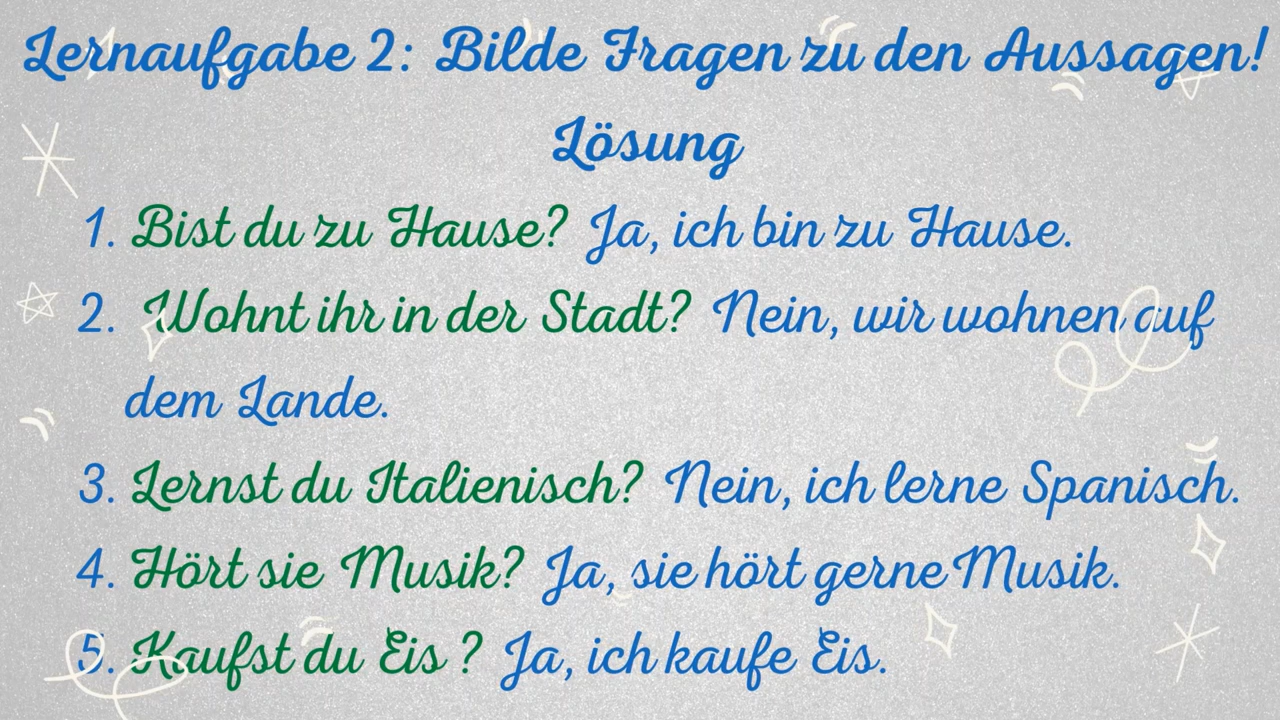 Lernaufgabe 2: Bilde Fragen zu den Aussagen!
Lösung
1. Bist du zu Hause? Ja, ich bin zu Hause.
2. Wohnt ihr in der Stadt? Nein, wir wohnen auf
dem Lande.
3. Lernst du Italienisch? Nein, ich lerne Spanisch.
4. Hört sie Musik? Ja, sie hört gerne Musik.
5. Kaufst du Eis ? Ja, ich kaufe Eis.